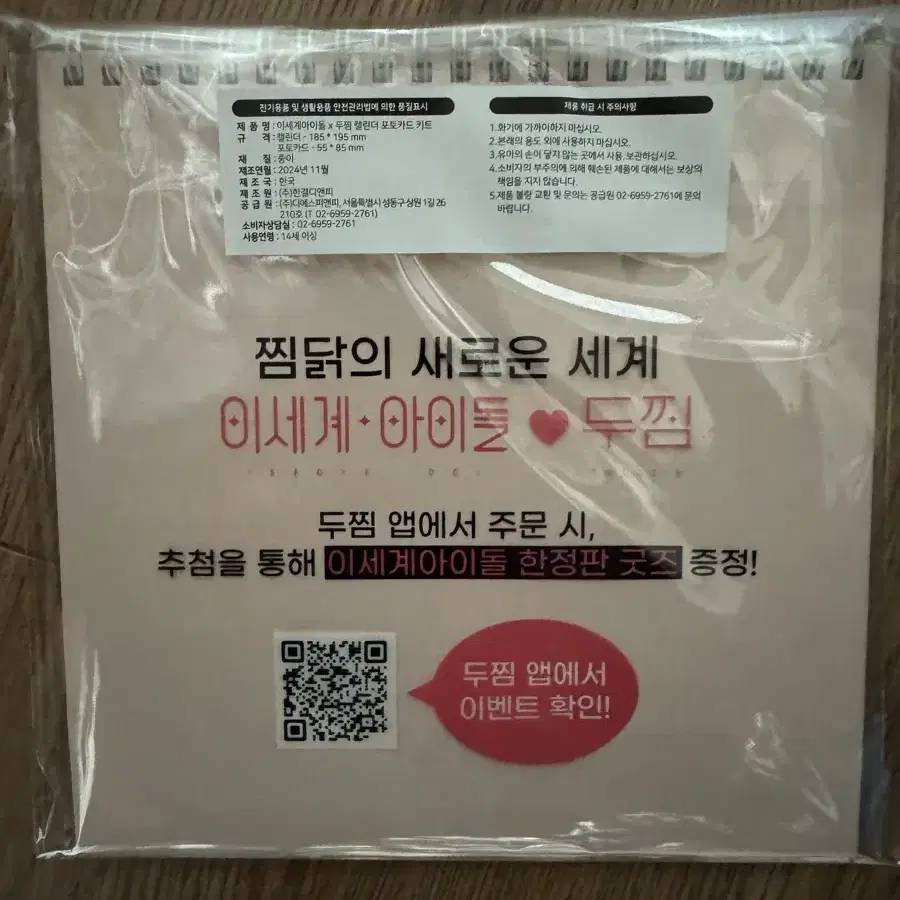 전기용품 및 생활용품 안전관리법에 의한 품질표시
제 품 명 : 이세계아이돌 x 두찜 캘린더 포토카드 키트
규 격 : 캘린더 - 185 * 195 mm
포토카드 - 55 * 85 mm
재 질 : 종이
제조연월 : 2024년 11월
제 조 국 : 한국
제 조 원 : (주)한결디앤피
공 급 원 : (주)디에스피앤피, 서울특별시 성동구 상원 1길 26
210호 (T 02-6959-2761)
소비자상담실 : 02-6959-2761
사용연령 : 14세 이상
제품 취급 시 주의사항
1.화기에 가까이하지 마십시오.
2.본래의 용도 외에 사용하지 마십시오.
3.유아의 손이 닿지 않는 곳에서 사용, 보관하십시오.
4.소비자의 부주의에 의해 훼손된 제품에 대해서는 보상의
책임을 지지 않습니다.
5.제품 불량 교환 및 문의는 공급원 02-6959-2761에 문의
바랍니다.
찜닭의 새로운 세계
이세계·아이돌 ♥ 두찜
두찜 앱에서 주문 시,
추첨을 통해 이세계아이돌 한정판 굿즈 증정!
두찜 앱에서
이벤트 확인!